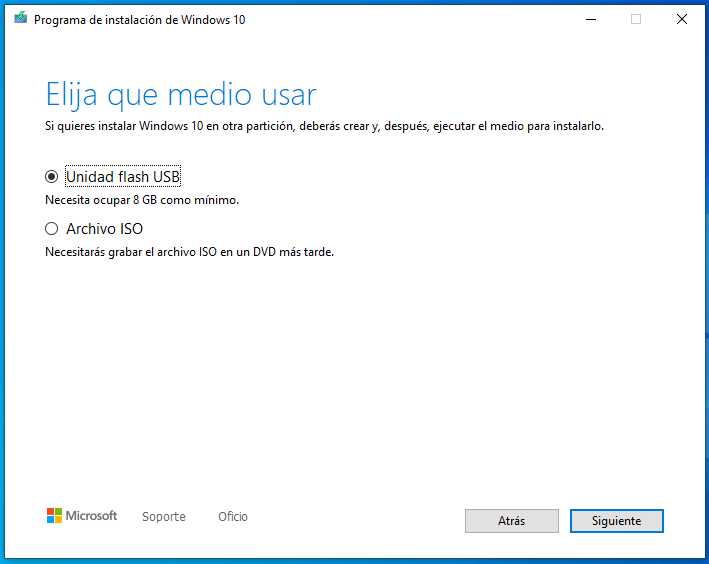 Programa de instalación de Windows 10
Elija que medio usar
Si quieres instalar Windows 10 en otra partición, deberás crear y, después, ejecutar el medio para instalarlo.
Unidad flash USB
Necesita ocupar 8 GB como mínimo.
Archivo ISO
Necesitarás grabar el archivo ISO en un DVD más tarde.
Microsoft Soporte Oficio Atrás Siguiente